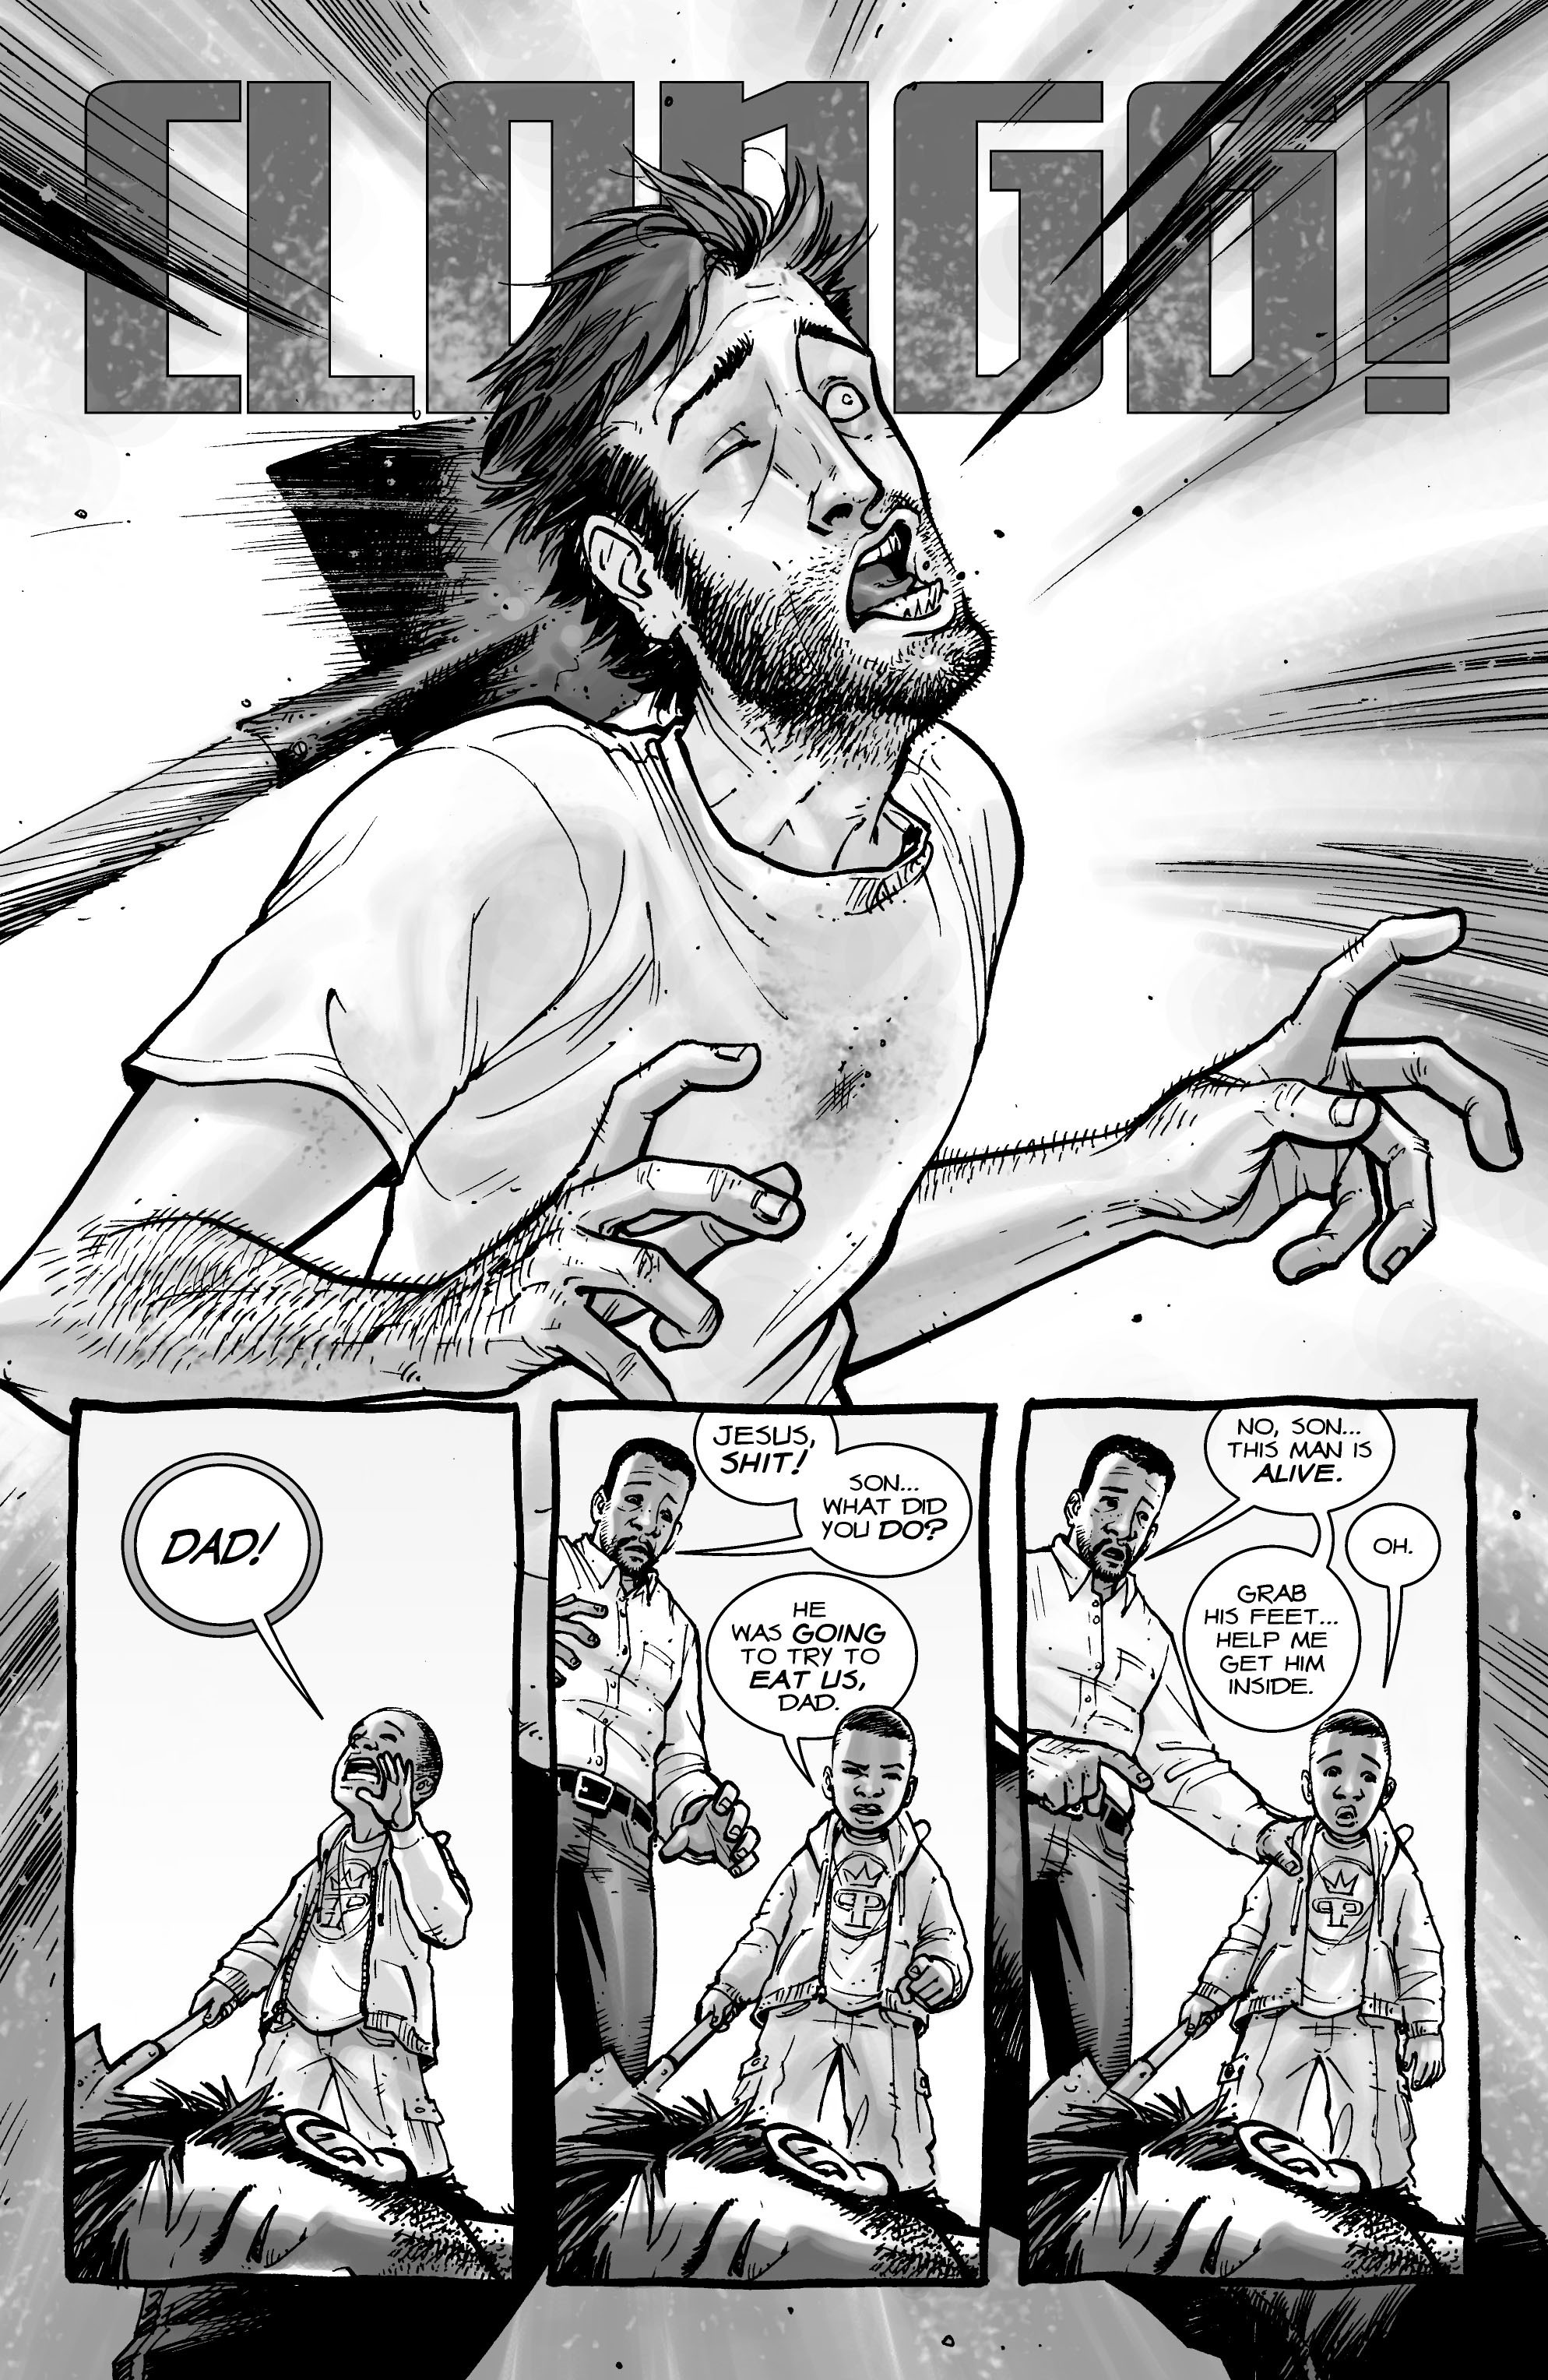 CLONGG!
DAD!
JESUS,
SHIT!
SON...
WHAT DID
YOU DO?
HE
WAS GOING
TO TRY TO
EAT US,
DAD.
NO, SON...
THIS MAN IS
ALIVE.
GRAB
HIS FEET...
HELP ME
GET HIM
INSIDE.
OH.